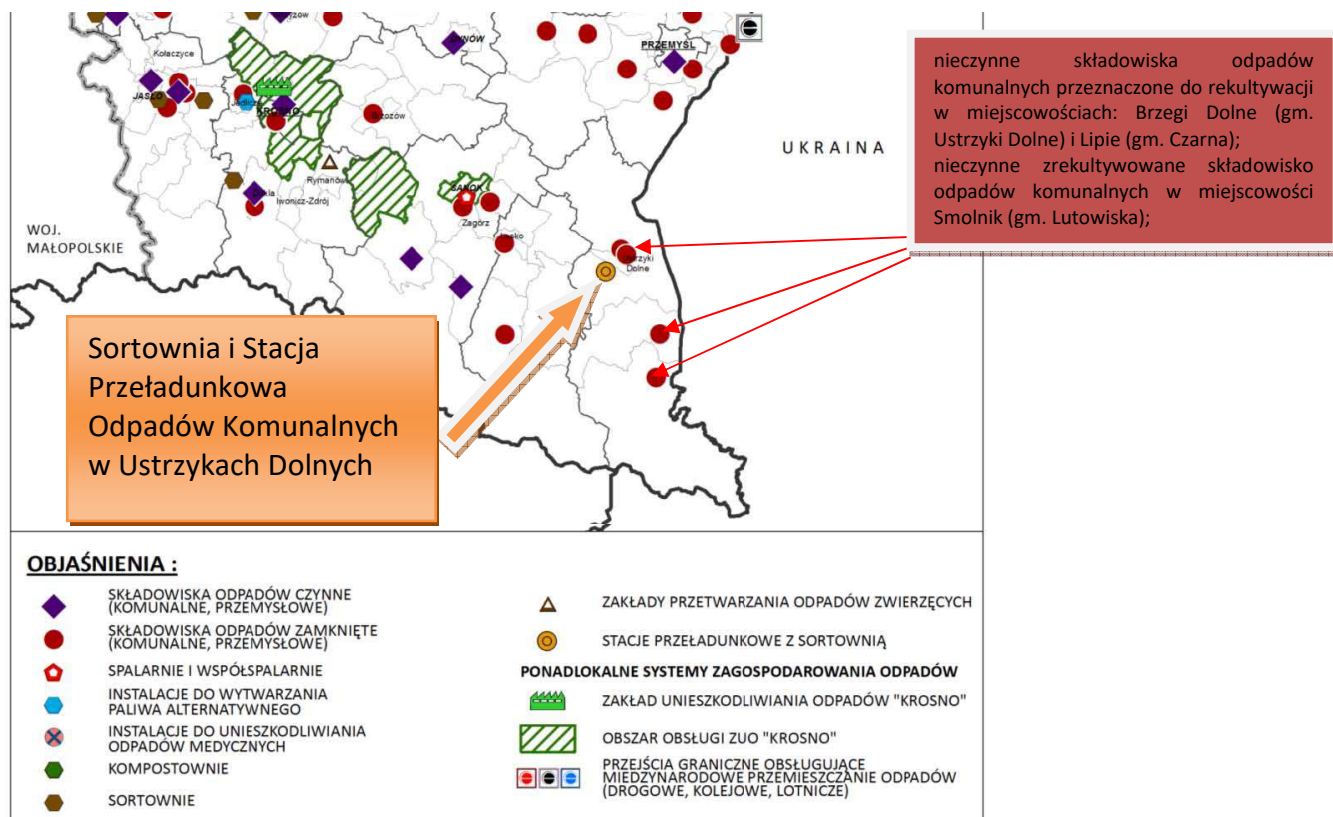 Kołaczyce
DYNÓW
PRZEMYŚL
JASŁO
Jedlicze
KROSNO
Brzozów
UKRAINA
Rymanów
Dukla
Iwonicz-Zdrój
SANOK
Zagórz
Lesko
WOJ.
MAŁOPOLSKIE
Ustrzyki
Dolne
nieczynne składowiska odpadów
komunalnych przeznaczone do rekultywacji
w miejscowościach: Brzegi Dolne (gm.
Ustrzyki Dolne) i Lipie (gm. Czarna);
nieczynne zrekultywowane składowisko
odpadów komunalnych w miejscowości
Smolnik (gm. Lutowiska);
Sortownia i Stacja
Przeładunkowa
Odpadów Komunalnych
w Ustrzykach Dolnych
OBJAŚNIENIA :
SKŁADOWISKA ODPADÓW CZYNNE
(KOMUNALNE, PRZEMYSŁOWE)
SKŁADOWISKA ODPADÓW ZAMKNIĘTE
(KOMUNALNE, PRZEMYSŁOWE)
SPALARNIE I WSPÓŁSPALARNIE
INSTALACJE DO WYTWARZANIA
PALIWA ALTERNATYWNEGO
INSTALACJE DO UNIESZKODLIWIANIA
ODPADÓW MEDYCZNYCH
KOMPOSTOWNIE
SORTOWNIE
ZAKŁADY PRZETWARZANIA ODPADÓW ZWIERZĘCYCH
STACJE PRZEŁADUNKOWE Z SORTOWNIĄ
PONADLOKALNE SYSTEMY ZAGOSPODAROWANIA ODPADÓW
ZAKŁAD UNIESZKODLIWIANIA ODPADÓW "KROSNO"
OBSZAR OBSŁUGI ZUO "KROSNO"
PRZEJŚCIA GRANICZNE OBSŁUGUJĄCE
MIĘDZYNARODOWE PRZEMIESZCZANIE ODPADÓW
(DROGOWE, KOLEJOWE, LOTNICZE)